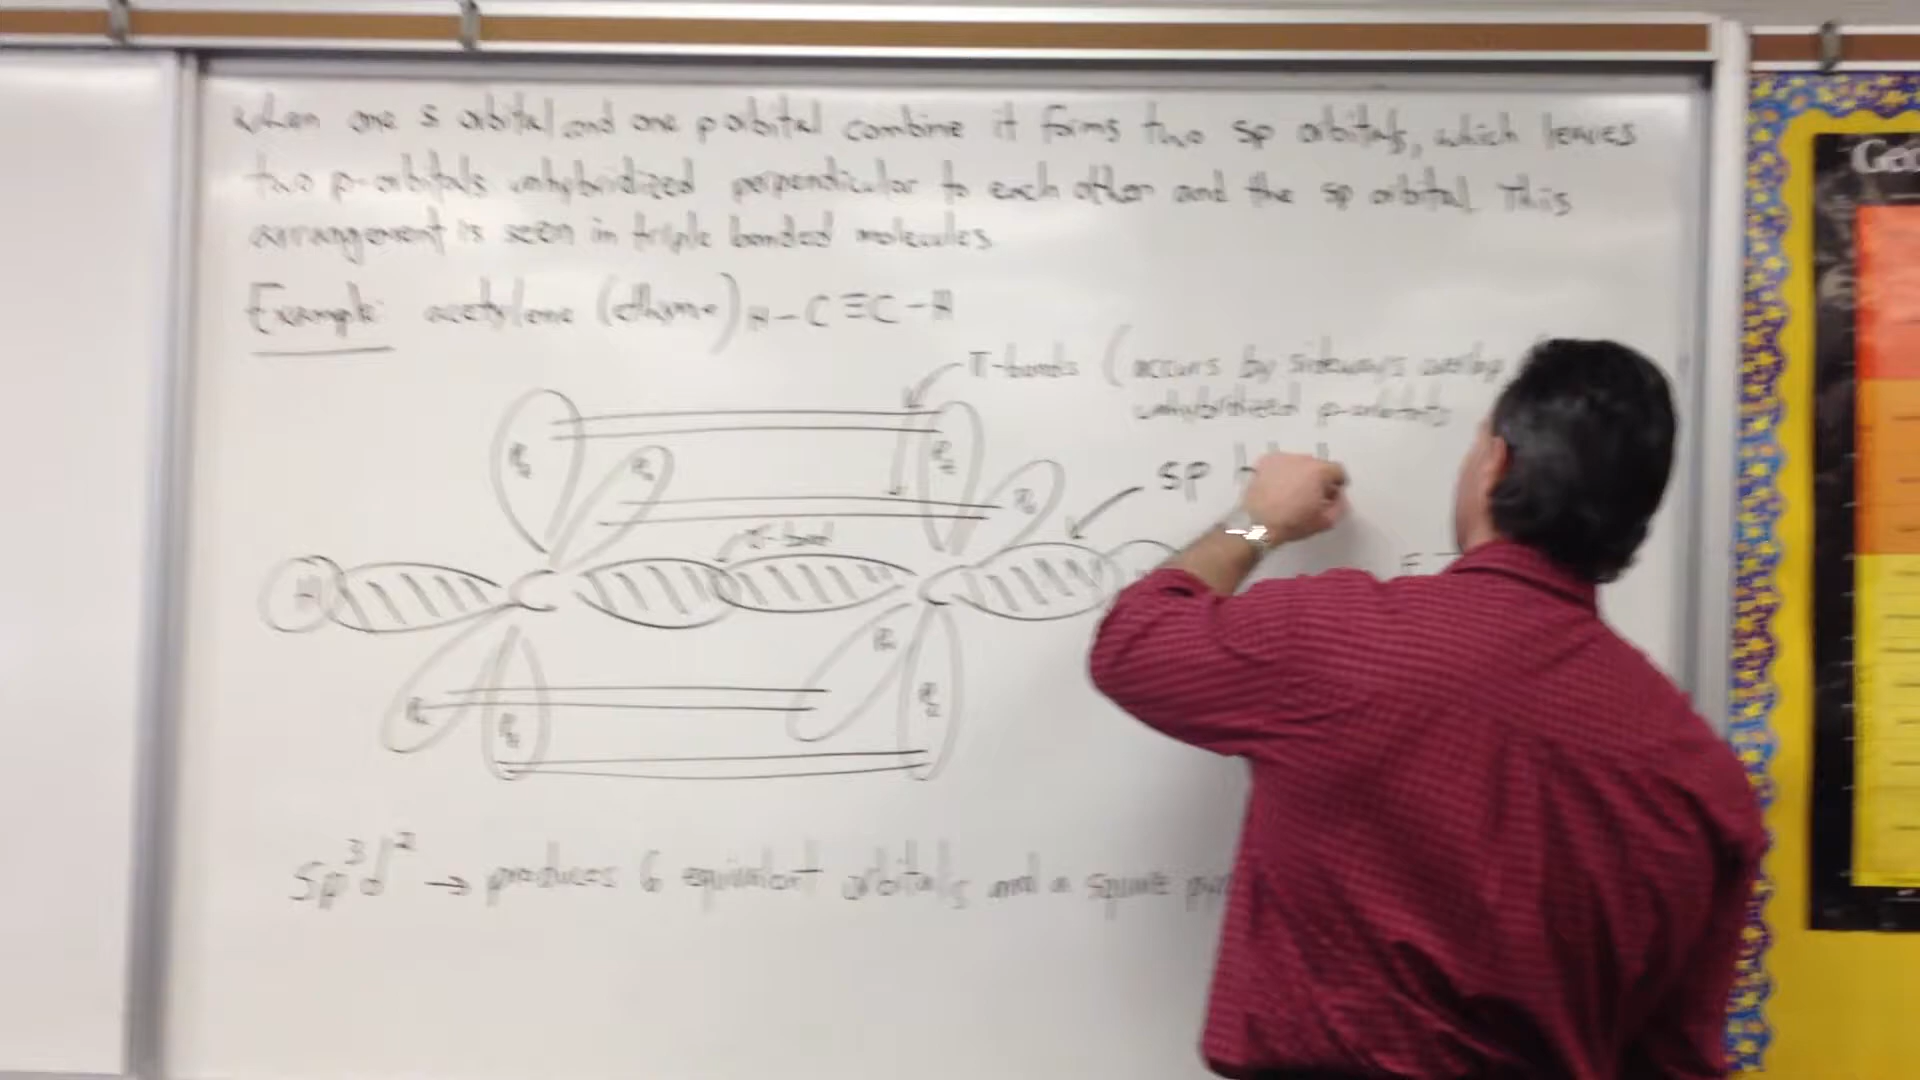 when one s orbital and one p orbital combine it forms two sp orbitals, which leaves
two p-orbitals unhybridized perpendicular to each other and the sp orbital. This
arrangement is seen in triple bonded molecules.
Example: acetylene (ethyne) H-C≡C-H
π-bonds (occurs by sideways overlap
unhybridized p-orbitals
sp
σ-bond
H
C
C
sp³d² → produces 6 equivalent orbitals and a square